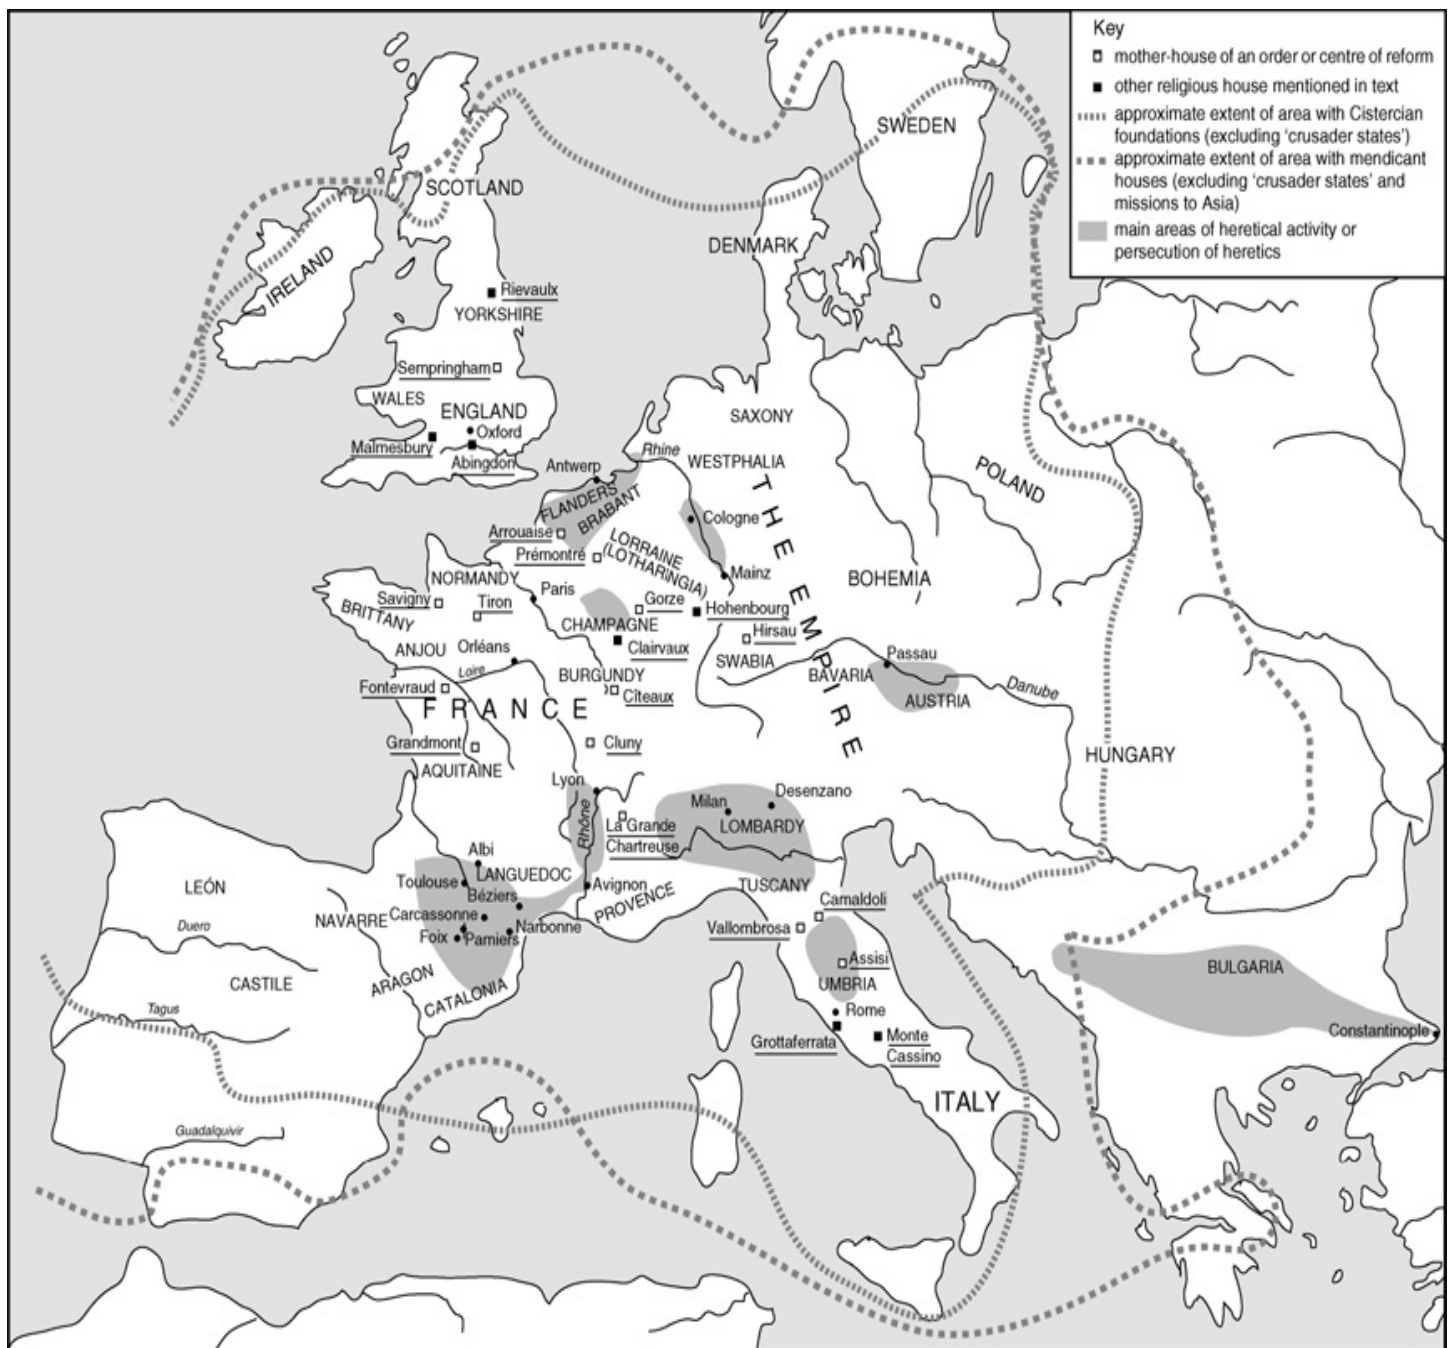 Key
mother-house of an order or centre of reform
other religious house mentioned in text
approximate extent of area with Cistercian
foundations (excluding ‘crusader states’)
approximate extent of area with mendicant
houses (excluding ‘crusader states’ and
missions to Asia)
main areas of heretical activity or
persecution of heretics
SWEDEN
SCOTLAND
DENMARK
IRELAND
Rievaulx
YORKSHIRE
Sempringham
WALES
ENGLAND
Oxford
Malmesbury
Abingdon
SAXONY
Rhine
WESTPHALIA
Antwerp
POLAND
FLANDERS
BRABANT
Cologne
THE EMPIRE
Arrouaise
Prémontré
LORRAINE
(LOTHARINGIA)
Mainz
BOHEMIA
NORMANDY
Paris
Savigny
Tiron
BRITTANY
Gorze
Hohenbourg
CHAMPAGNE
Hirsau
Clairvaux
ANJOU
Orléans
Loire
SWABIA
Passau
BAVARIA
BURGUNDY
Danube
Fontevraud
Cîteaux
AUSTRIA
FRANCE
Grandmont
Cluny
HUNGARY
AQUITAINE
Lyon
Desenzano
Milan
LOMBARDY
Rhône
La Grande
Chartreuse
Albi
LANGUEDOC
Toulouse
Béziers
Avignon
PROVENCE
TUSCANY
LEÓN
Camaldoli
NAVARRE
Carcassonne
Narbonne
Vallombrosa
Duero
Foix
Pamiers
Assisi
BULGARIA
ARAGON
CASTILE
CATALONIA
UMBRIA
Tagus
Rome
Constantinople
Grottaferrata
Monte
Cassino
ITALY
Guadalquivir